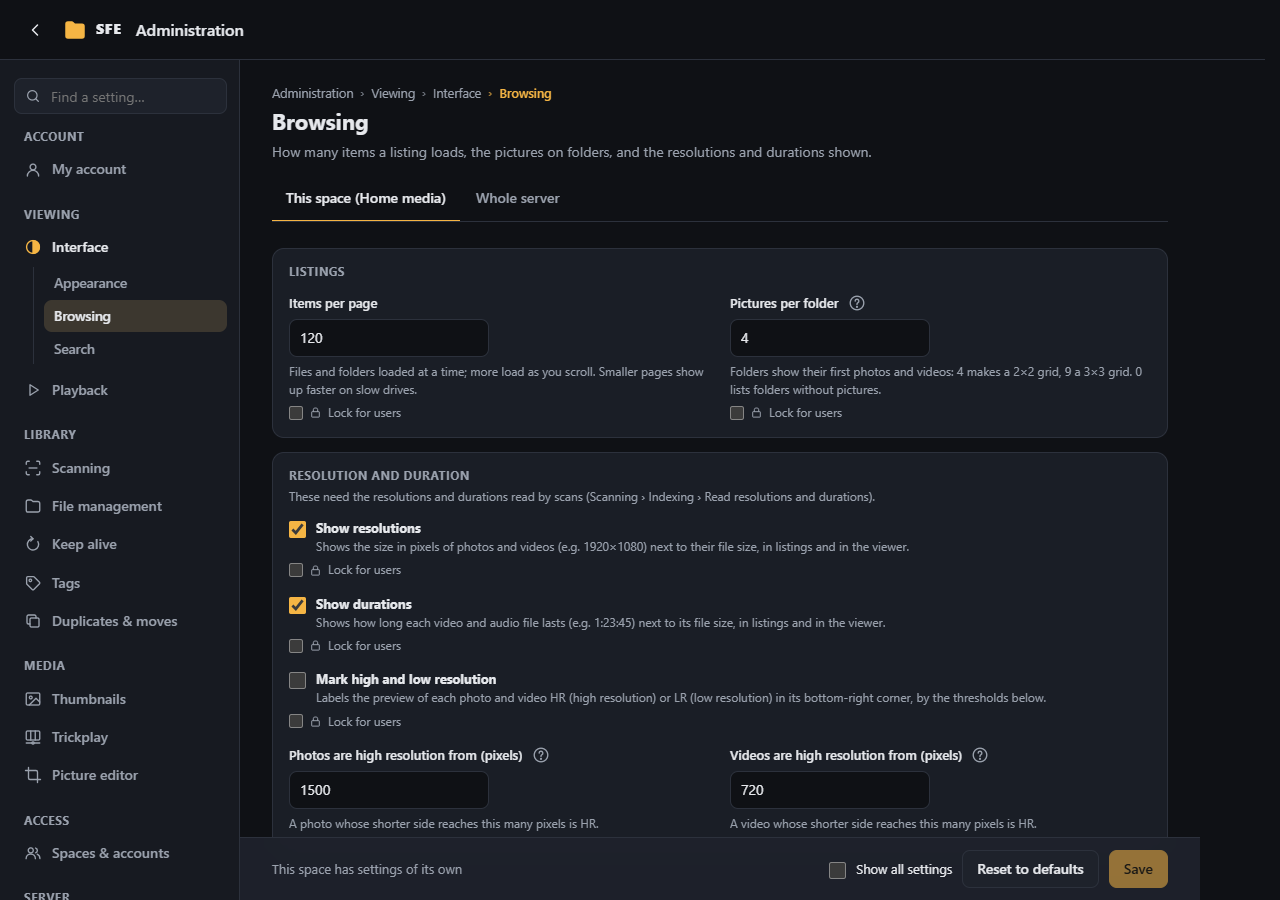 SFE Administration
Find a setting...
ACCOUNT
My account
VIEWING
Interface
Appearance
Browsing
Search
Playback
LIBRARY
Scanning
File management
Keep alive
Tags
Duplicates & moves
MEDIA
Thumbnails
Trickplay
Picture editor
ACCESS
Spaces & accounts
SERVER
Administration › Viewing › Interface › Browsing
Browsing
How many items a listing loads, the pictures on folders, and the resolutions and durations shown.
This space (Home media) Whole server
LISTINGS
Items per page
120
Files and folders loaded at a time; more load as you scroll. Smaller pages show
up faster on slow drives.
Lock for users
Pictures per folder
4
Folders show their first photos and videos: 4 makes a 2×2 grid, 9 a 3×3 grid. 0
lists folders without pictures.
Lock for users
RESOLUTION AND DURATION
These need the resolutions and durations read by scans (Scanning › Indexing › Read resolutions and durations).
Show resolutions
Shows the size in pixels of photos and videos (e.g. 1920×1080) next to their file size, in listings and in the viewer.
Lock for users
Show durations
Shows how long each video and audio file lasts (e.g. 1:23:45) next to its file size, in listings and in the viewer.
Lock for users
Mark high and low resolution
Labels the preview of each photo and video HR (high resolution) or LR (low resolution) in its bottom-right corner, by the thresholds below.
Lock for users
Photos are high resolution from (pixels)
1500
A photo whose shorter side reaches this many pixels is HR.
Videos are high resolution from (pixels)
720
A video whose shorter side reaches this many pixels is HR.
This space has settings of its own
Show all settings
Reset to defaults
Save